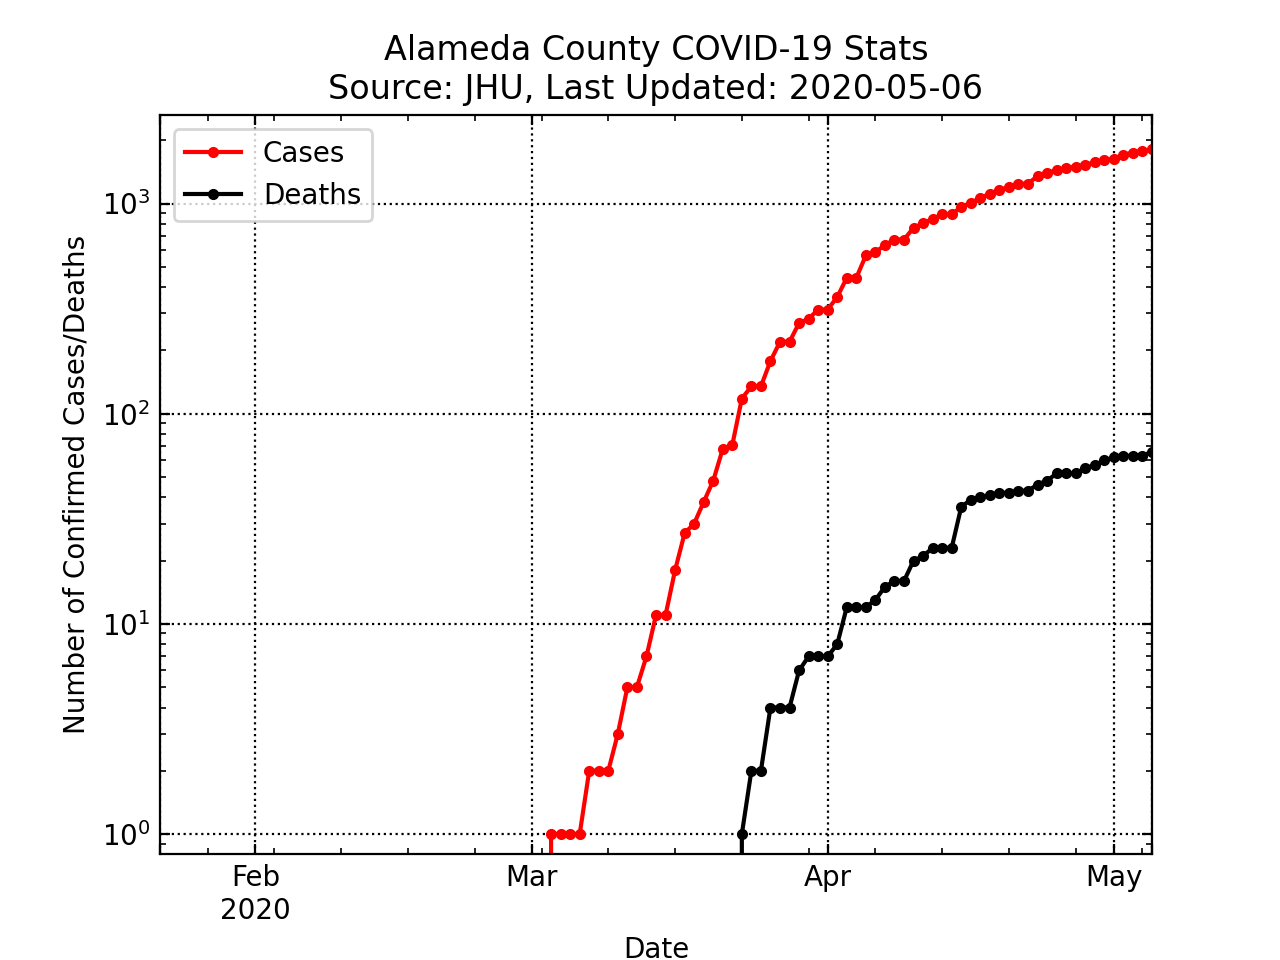 Alameda County COVID-19 Stats
Source: JHU, Last Updated: 2020-05-06
Cases
Deaths
10³
10²
10¹
10⁰
Number of Confirmed Cases/Deaths
Feb
2020
Mar
Apr
May
Date